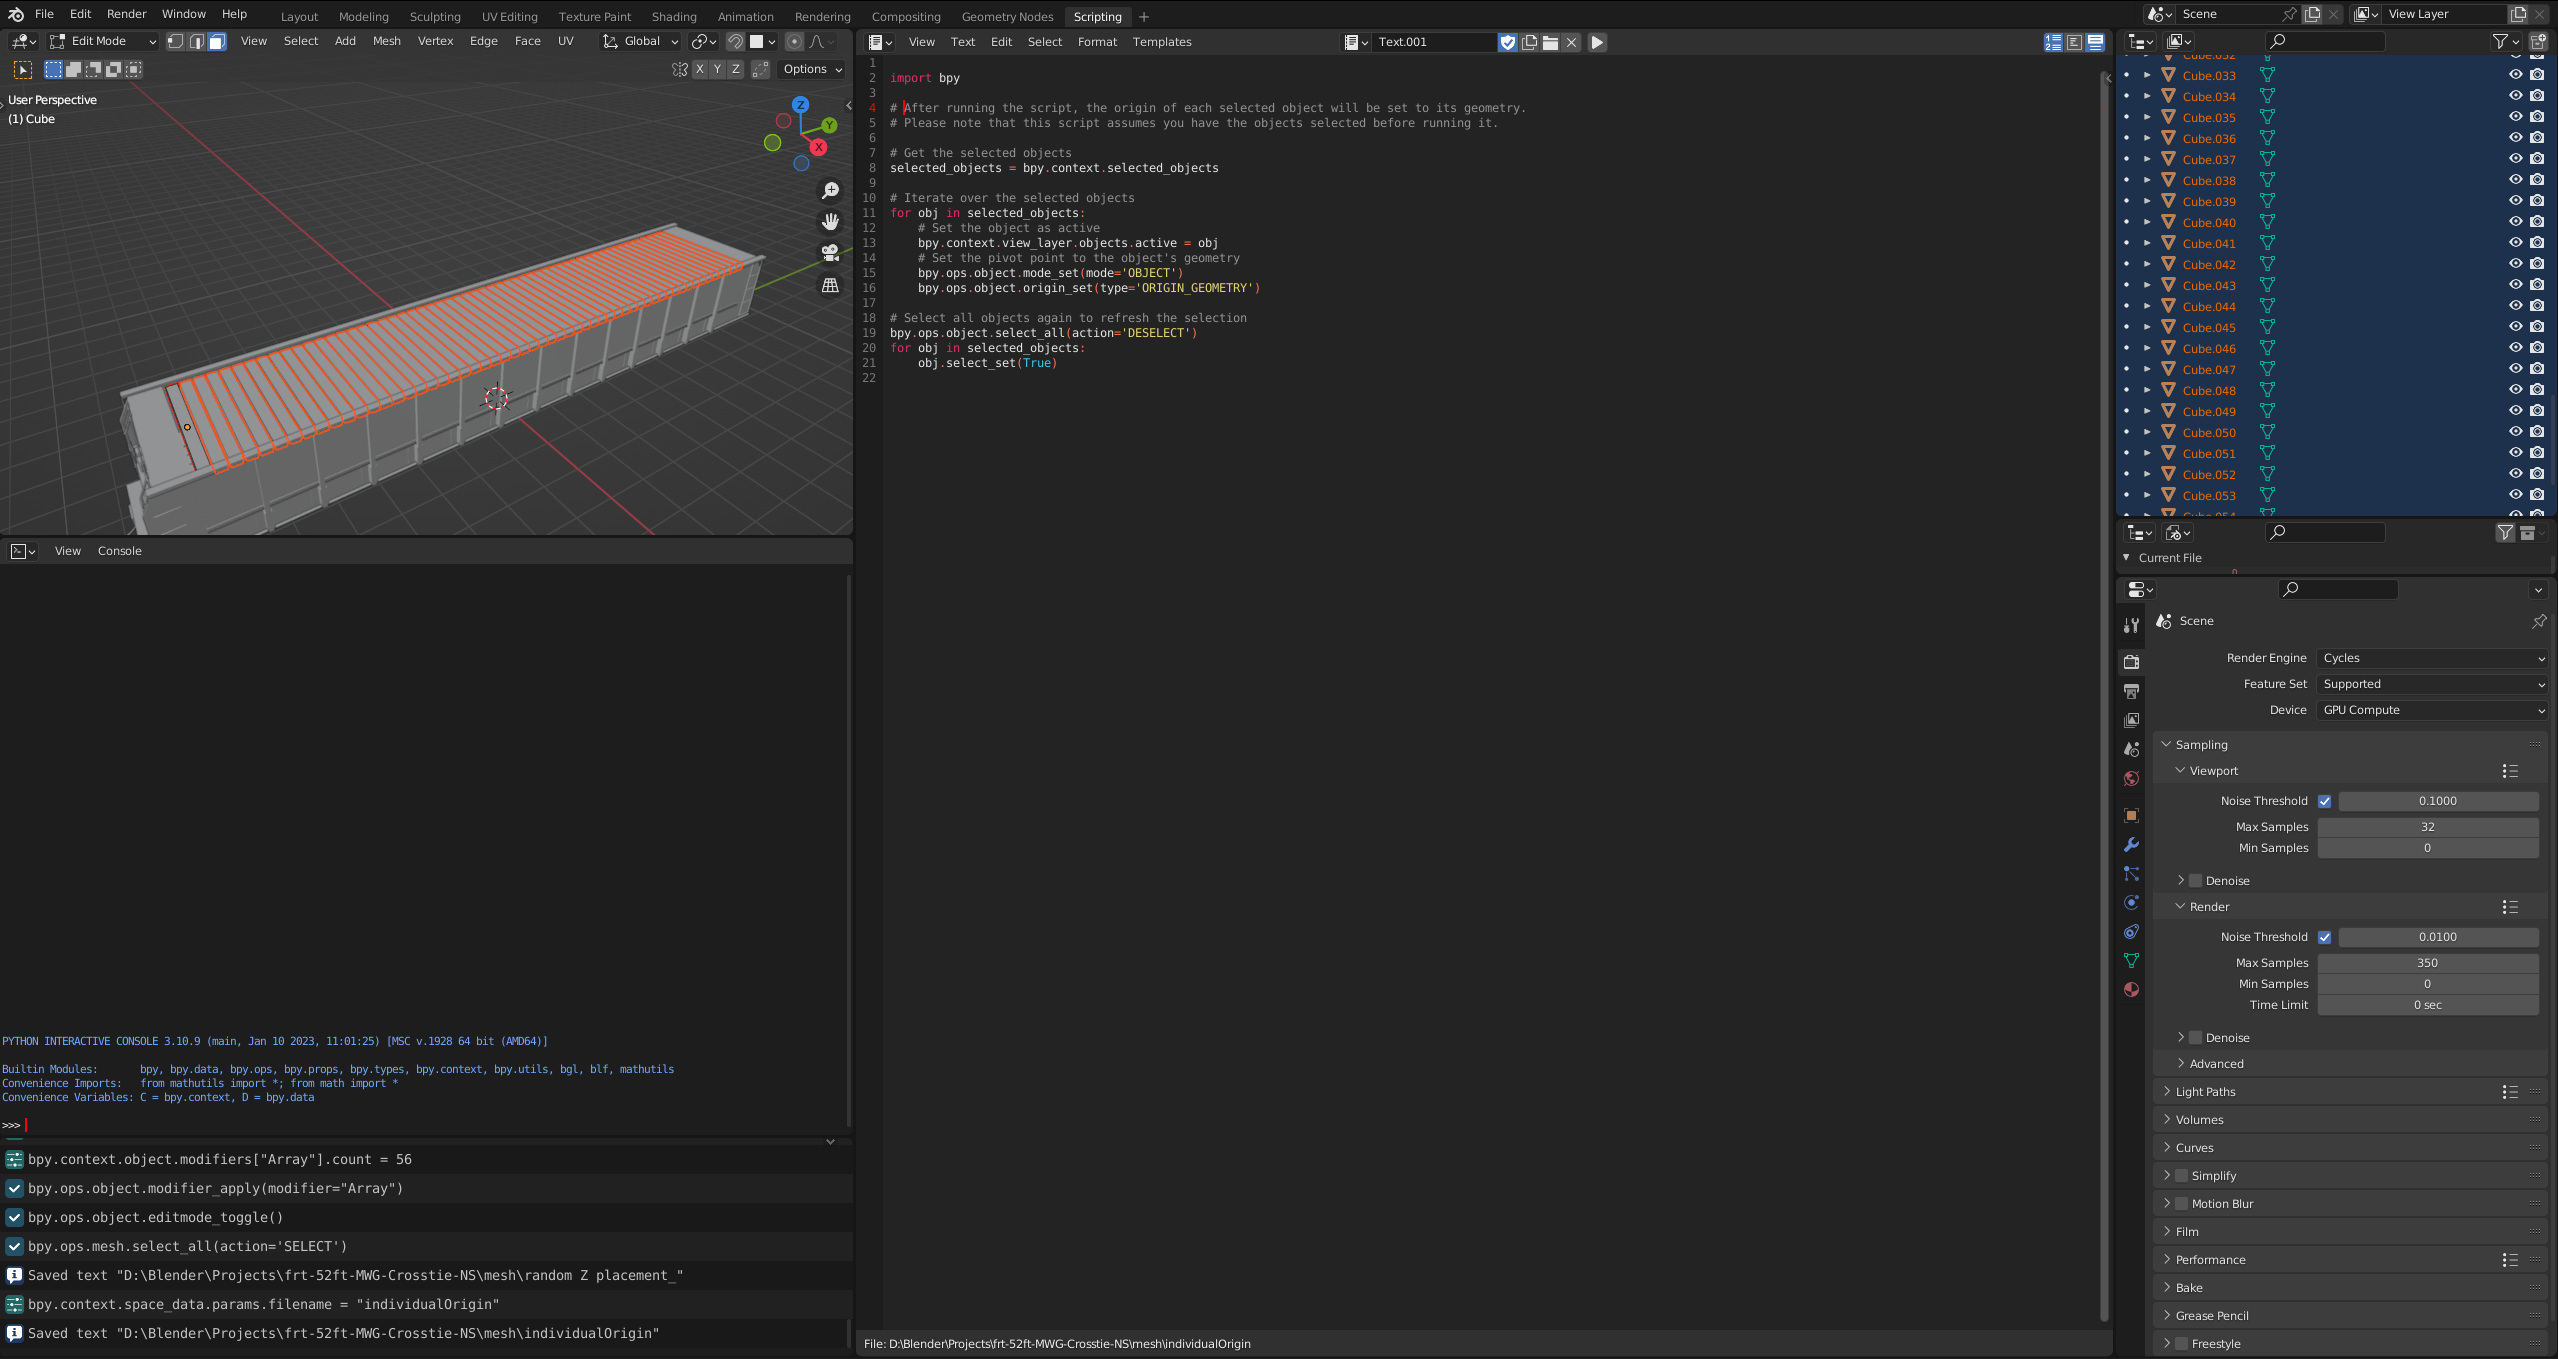 File Edit Render Window Help Layout Modeling Sculpting UV Editing Texture Paint Shading Animation Rendering Compositing Geometry Nodes Scripting + Scene View Layer
Edit Mode View Select Add Mesh Vertex Edge Face UV Global
X Y Z Options
User Perspective
(1) Cube
Z
Y
X
View Text Edit Select Format Templates Text.001
1
2 import bpy
3
4 # After running the script, the origin of each selected object will be set to its geometry.
5 # Please note that this script assumes you have the objects selected before running it.
6
7 # Get the selected objects
8 selected_objects = bpy.context.selected_objects
9
10 # Iterate over the selected objects
11 for obj in selected_objects:
12     # Set the object as active
13     bpy.context.view_layer.objects.active = obj
14     # Set the pivot point to the object's geometry
15     bpy.ops.object.mode_set(mode='OBJECT')
16     bpy.ops.object.origin_set(type='ORIGIN_GEOMETRY')
17
18 # Select all objects again to refresh the selection
19 bpy.ops.object.select_all(action='DESELECT')
20 for obj in selected_objects:
21     obj.select_set(True)
22
File: D:\Blender\Projects\frt-52ft-MWG-Crosstie-NS\mesh\individualOrigin
View Console
PYTHON INTERACTIVE CONSOLE 3.10.9 (main, Jan 10 2023, 11:01:25) [MSC v.1928 64 bit (AMD64)]
Builtin Modules:       bpy, bpy.data, bpy.ops, bpy.props, bpy.types, bpy.context, bpy.utils, bgl, blf, mathutils
Convenience Imports:   from mathutils import *; from math import *
Convenience Variables: C = bpy.context, D = bpy.data
>>>
bpy.context.object.modifiers["Array"].count = 56
bpy.ops.object.modifier_apply(modifier="Array")
bpy.ops.object.editmode_toggle()
bpy.ops.mesh.select_all(action='SELECT')
Saved text "D:\Blender\Projects\frt-52ft-MWG-Crosstie-NS\mesh\random Z placement_"
bpy.context.space_data.params.filename = "individualOrigin"
Saved text "D:\Blender\Projects\frt-52ft-MWG-Crosstie-NS\mesh\individualOrigin"
Cube.032
Cube.033
Cube.034
Cube.035
Cube.036
Cube.037
Cube.038
Cube.039
Cube.040
Cube.041
Cube.042
Cube.043
Cube.044
Cube.045
Cube.046
Cube.047
Cube.048
Cube.049
Cube.050
Cube.051
Cube.052
Cube.053
Cube.054
Current File
Scene
Render Engine Cycles
Feature Set Supported
Device GPU Compute
Sampling
Viewport
Noise Threshold 0.1000
Max Samples 32
Min Samples 0
Denoise
Render
Noise Threshold 0.0100
Max Samples 350
Min Samples 0
Time Limit 0 sec
Denoise
Advanced
Light Paths
Volumes
Curves
Simplify
Motion Blur
Film
Performance
Bake
Grease Pencil
Freestyle